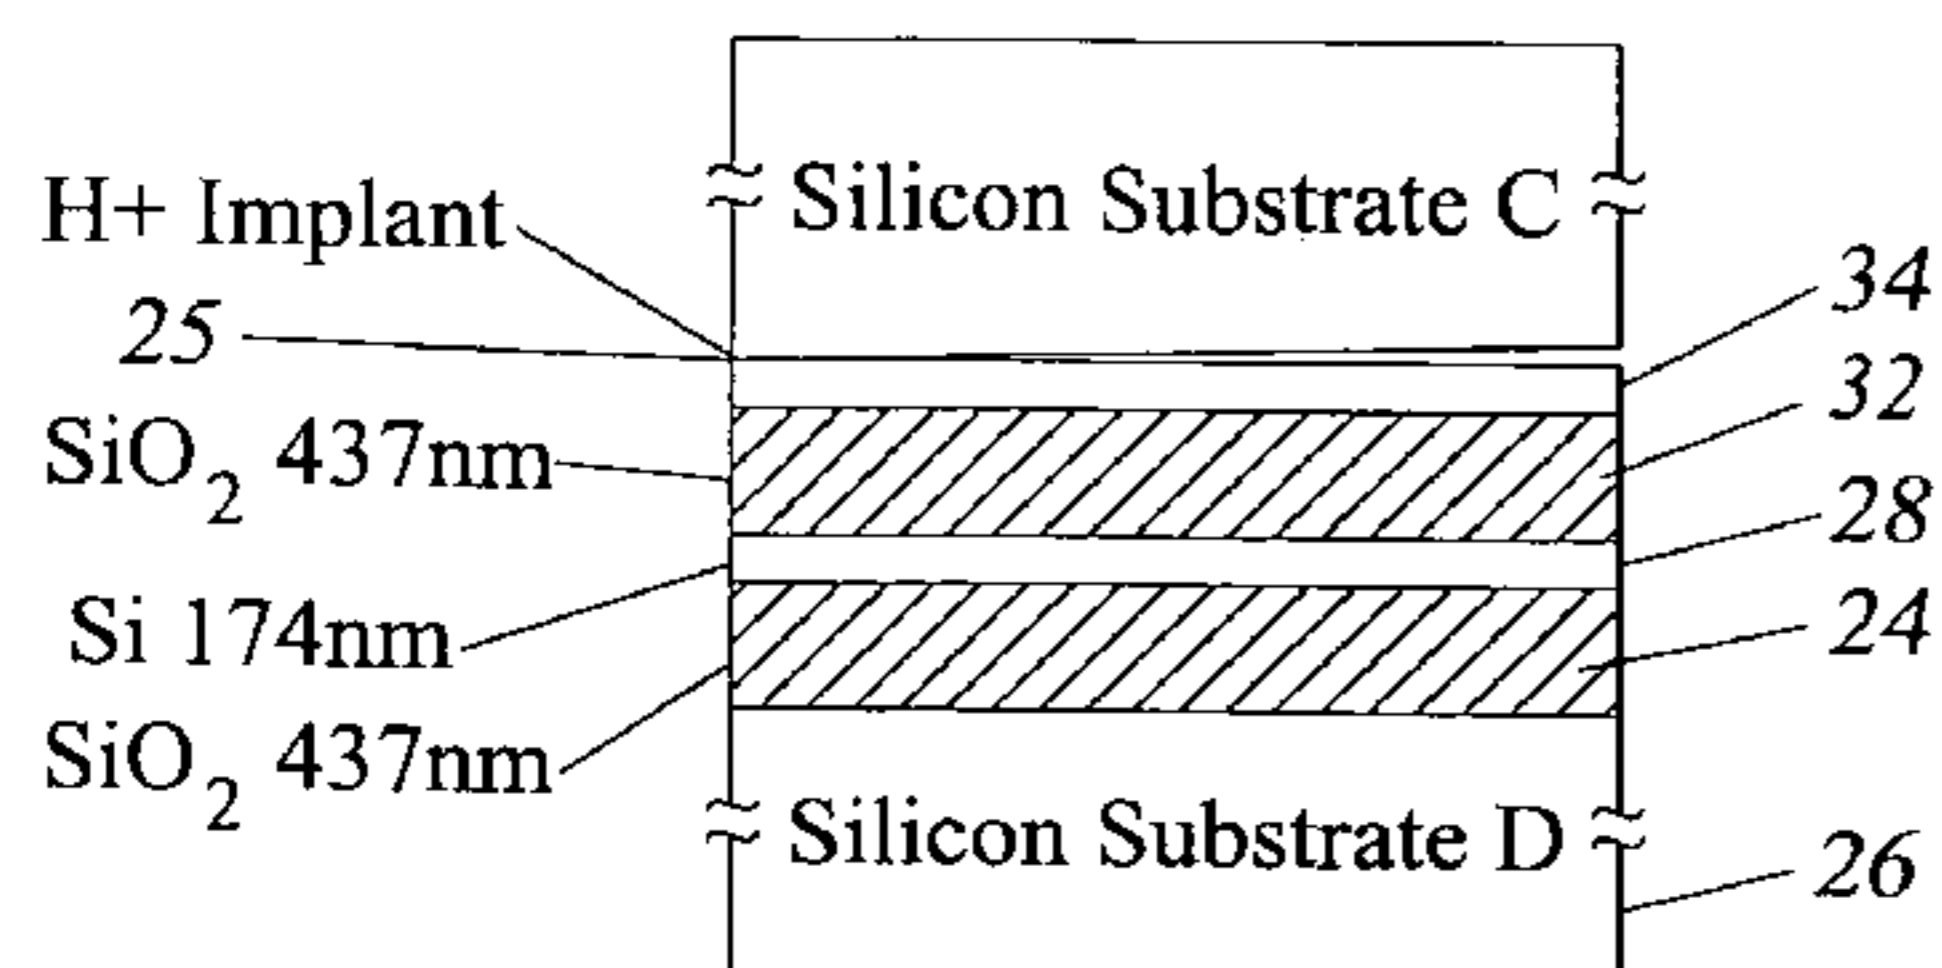 Silicon Substrate C
H+ Implant
25
SiO2 437nm
Si 174nm
SiO2 437nm
34
32
28
24
Silicon Substrate D
26